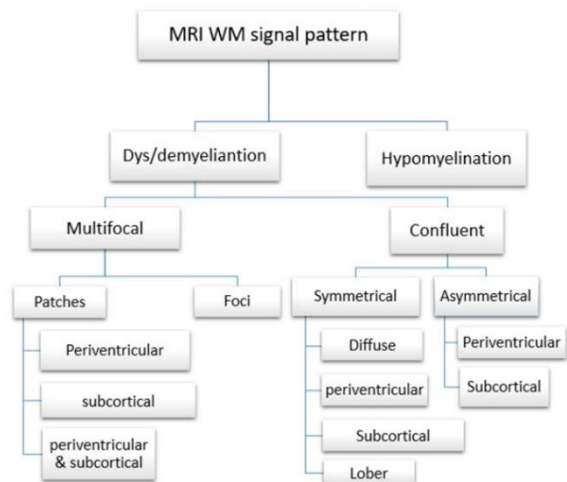 MRI WM signal pattern
Dys/demyeliantion
Hypomyelination
Multifocal
Confluent
Patches
Foci
Symmetrical
Asymmetrical
Periventricular
subcortical
periventricular
& subcortical
Diffuse
periventricular
Subcortical
Lober
Periventricular
Subcortical